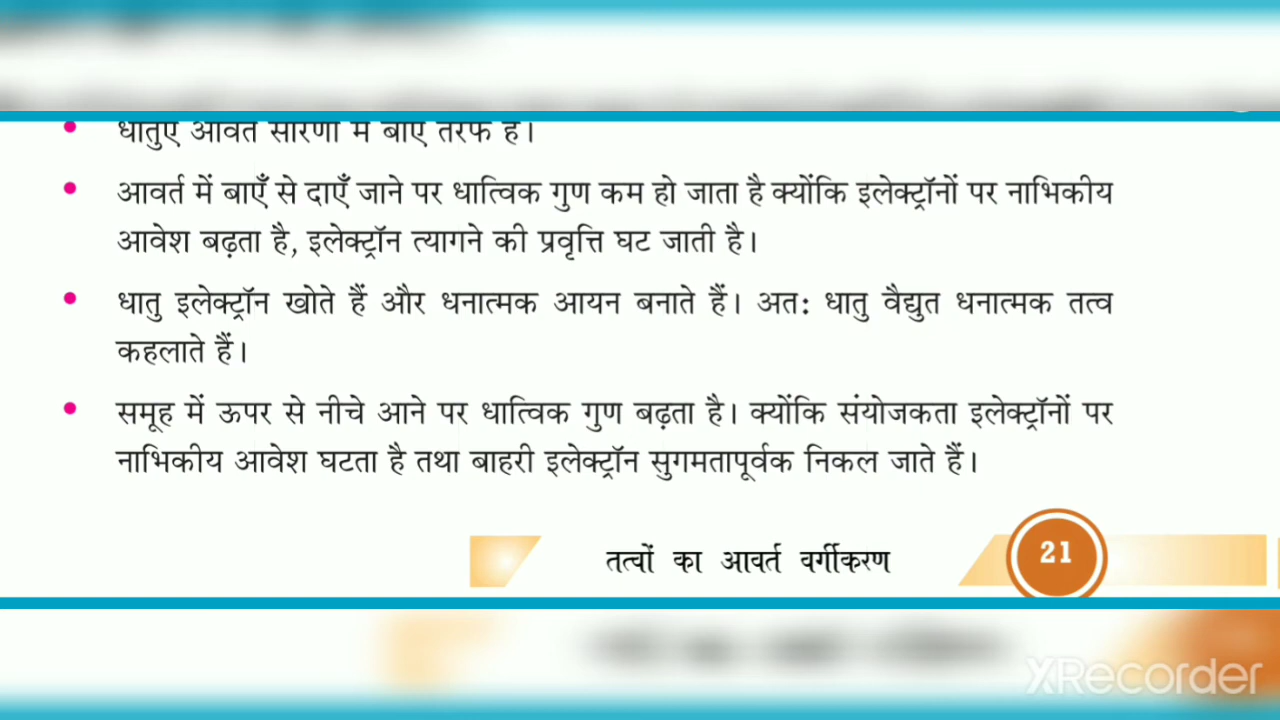 • धातुएँ आवर्त सारणी में बाएँ तरफ हैं।
• आवर्त में बाएँ से दाएँ जाने पर धात्विक गुण कम हो जाता है क्योंकि इलेक्ट्रॉनों पर नाभिकीय
आवेश बढ़ता है, इलेक्ट्रॉन त्यागने की प्रवृत्ति घट जाती है।
• धातु इलेक्ट्रॉन खोते हैं और धनात्मक आयन बनाते हैं। अतः धातु वैद्युत धनात्मक तत्व
कहलाते हैं।
• समूह में ऊपर से नीचे आने पर धात्विक गुण बढ़ता है। क्योंकि संयोजकता इलेक्ट्रॉनों पर
नाभिकीय आवेश घटता है तथा बाहरी इलेक्ट्रॉन सुगमतापूर्वक निकल जाते हैं।
तत्वों का आवर्त वर्गीकरण
21
XRecorder